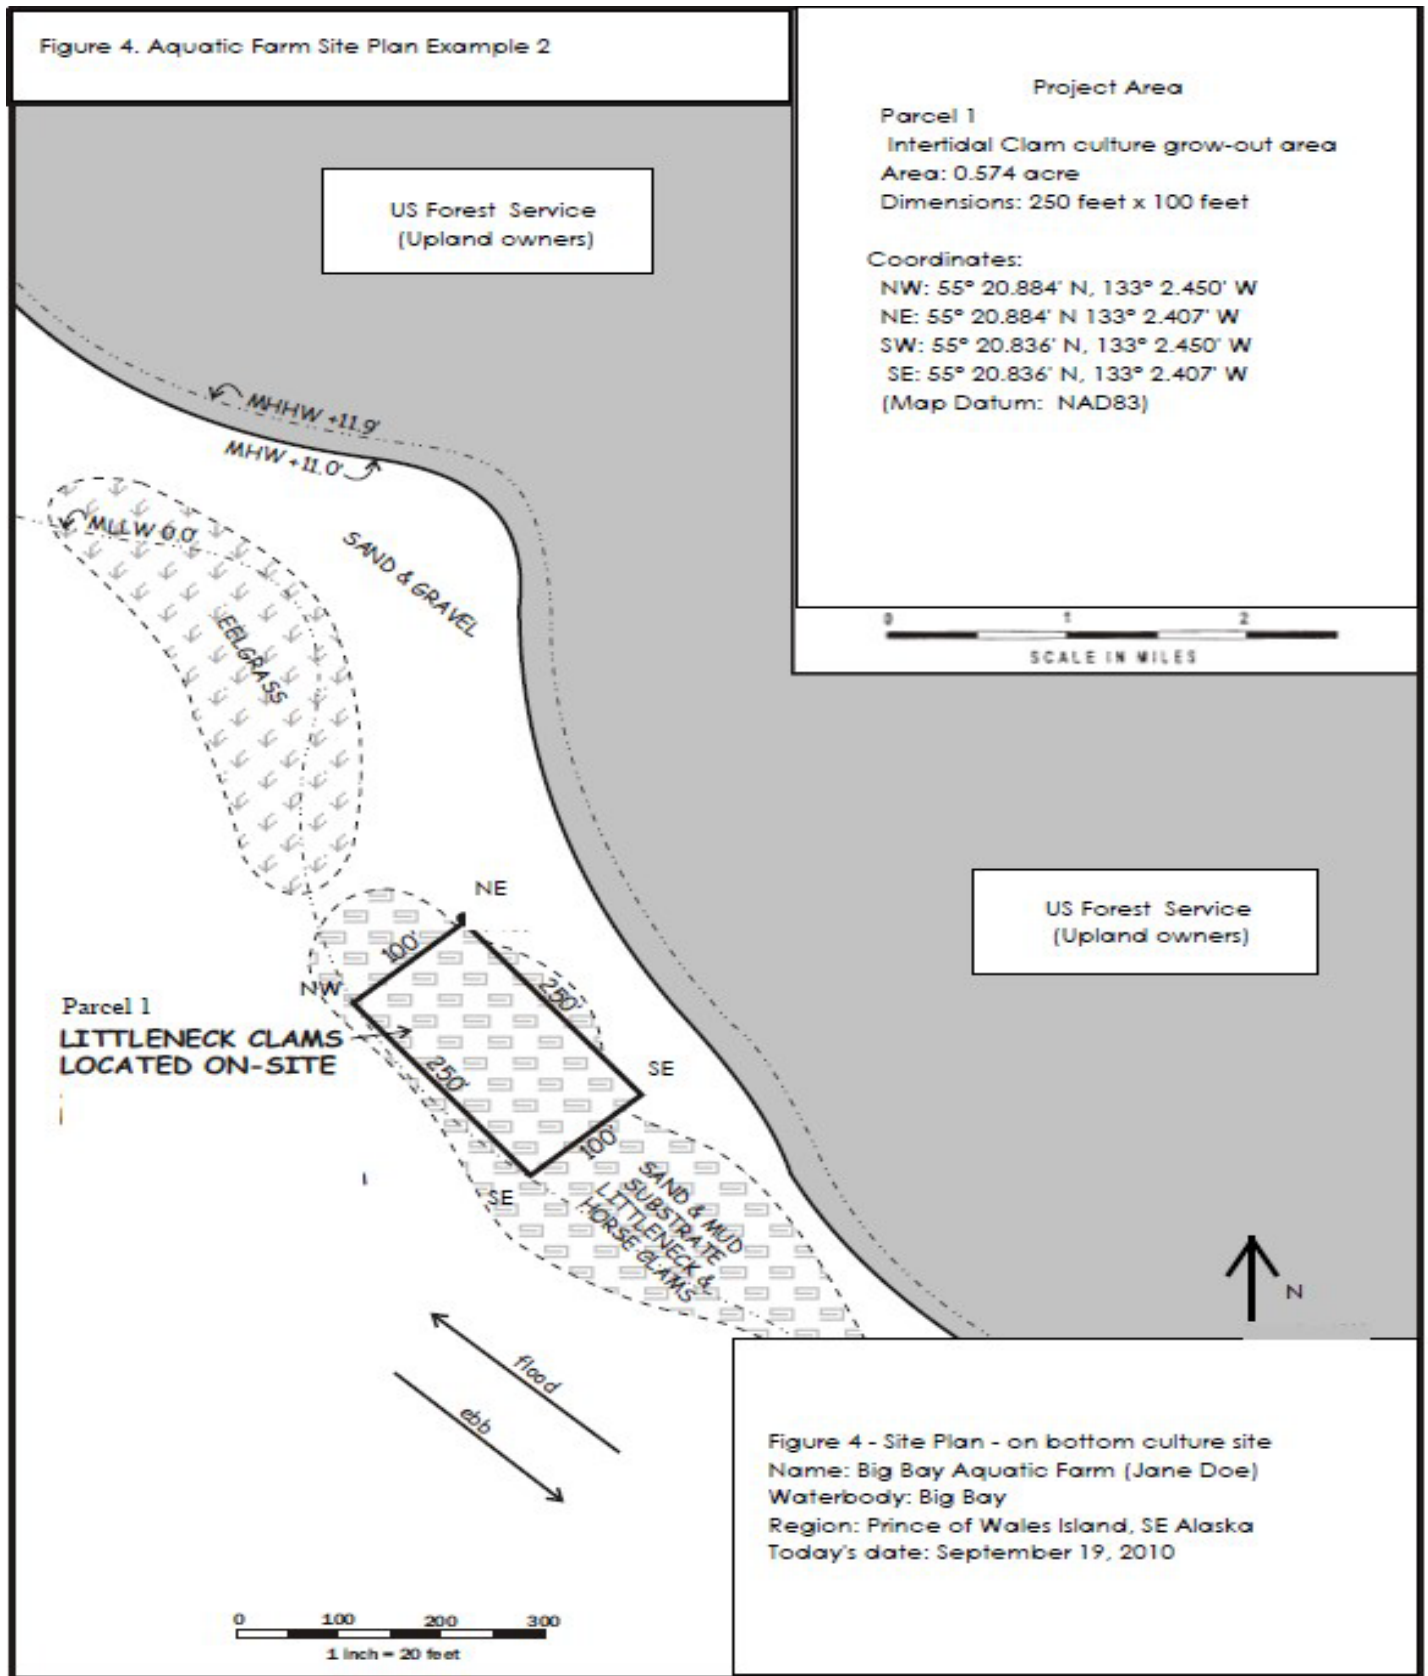 Figure 4. Aquatic Farm Site Plan Example 2
Project Area
Parcel 1
Intertidal Clam culture grow-out area
Area: 0.574 acre
Dimensions: 250 feet x 100 feet
Coordinates:
NW: 55° 20.884' N, 133° 2.450' W
NE: 55° 20.884' N 133° 2.407' W
SW: 55° 20.836' N, 133° 2.450' W
SE: 55° 20.836' N, 133° 2.407' W
(Map Datum: NAD83)
0 1 2
SCALE IN MILES
US Forest Service
(Upland owners)
MHHW +11.9'
MHW +11.0'
MLLW 0.0'
SAND & GRAVEL
EELGRASS
US Forest Service
(Upland owners)
NE
100'
NW
250'
Parcel 1
LITTLENECK CLAMS
LOCATED ON-SITE
250'
SE
100'
SE
SAND & MUD
SUBSTRATE
LITTLENECK &
HORSE CLAMS
N
flood
ebb
Figure 4 - Site Plan - on bottom culture site
Name: Big Bay Aquatic Farm (Jane Doe)
Waterbody: Big Bay
Region: Prince of Wales Island, SE Alaska
Today's date: September 19, 2010
0 100 200 300
1 inch = 20 feet